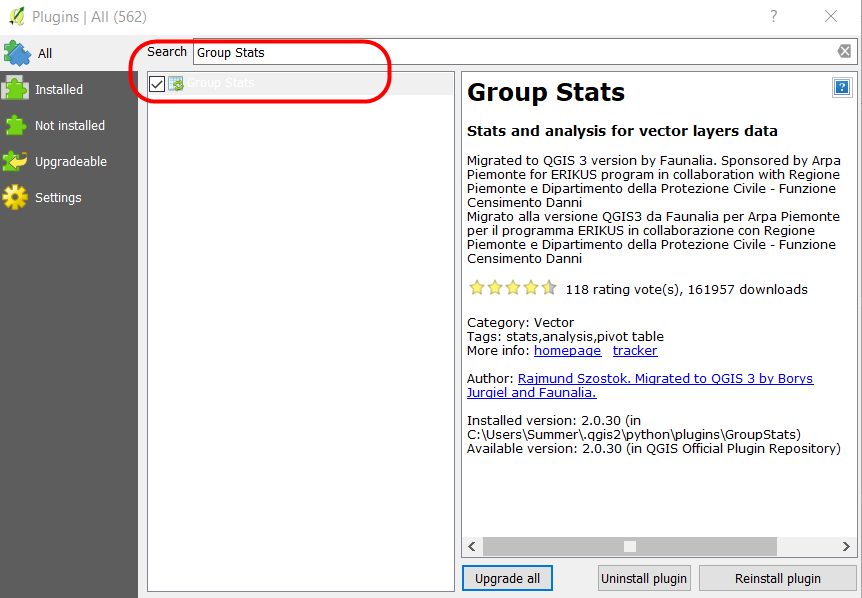 Plugins | All (562)
?
All
Installed
Not installed
Upgradeable
Settings
Search
Group Stats
Group Stats
Group Stats
?
Stats and analysis for vector layers data
Migrated to QGIS 3 version by Faunalia. Sponsored by Arpa
Piemonte for ERIKUS program in collaboration with Regione
Piemonte e Dipartimento della Protezione Civile - Funzione
Censimento Danni
Migrato alla versione QGIS3 da Faunalia per Arpa Piemonte
per il programma ERIKUS in collaborazione con Regione
Piemonte e Dipartimento della Protezione Civile - Funzione
Censimento Danni
118 rating vote(s), 161957 downloads
Category: Vector
Tags: stats,analysis,pivot table
More info: homepage tracker
Author: Rajmund Szostok. Migrated to QGIS 3 by Borys
Jurgiel and Faunalia.
Installed version: 2.0.30 (in
C:\Users\Summer\.qgis2\python\plugins\GroupStats)
Available version: 2.0.30 (in QGIS Official Plugin Repository)
Upgrade all
Uninstall plugin
Reinstall plugin